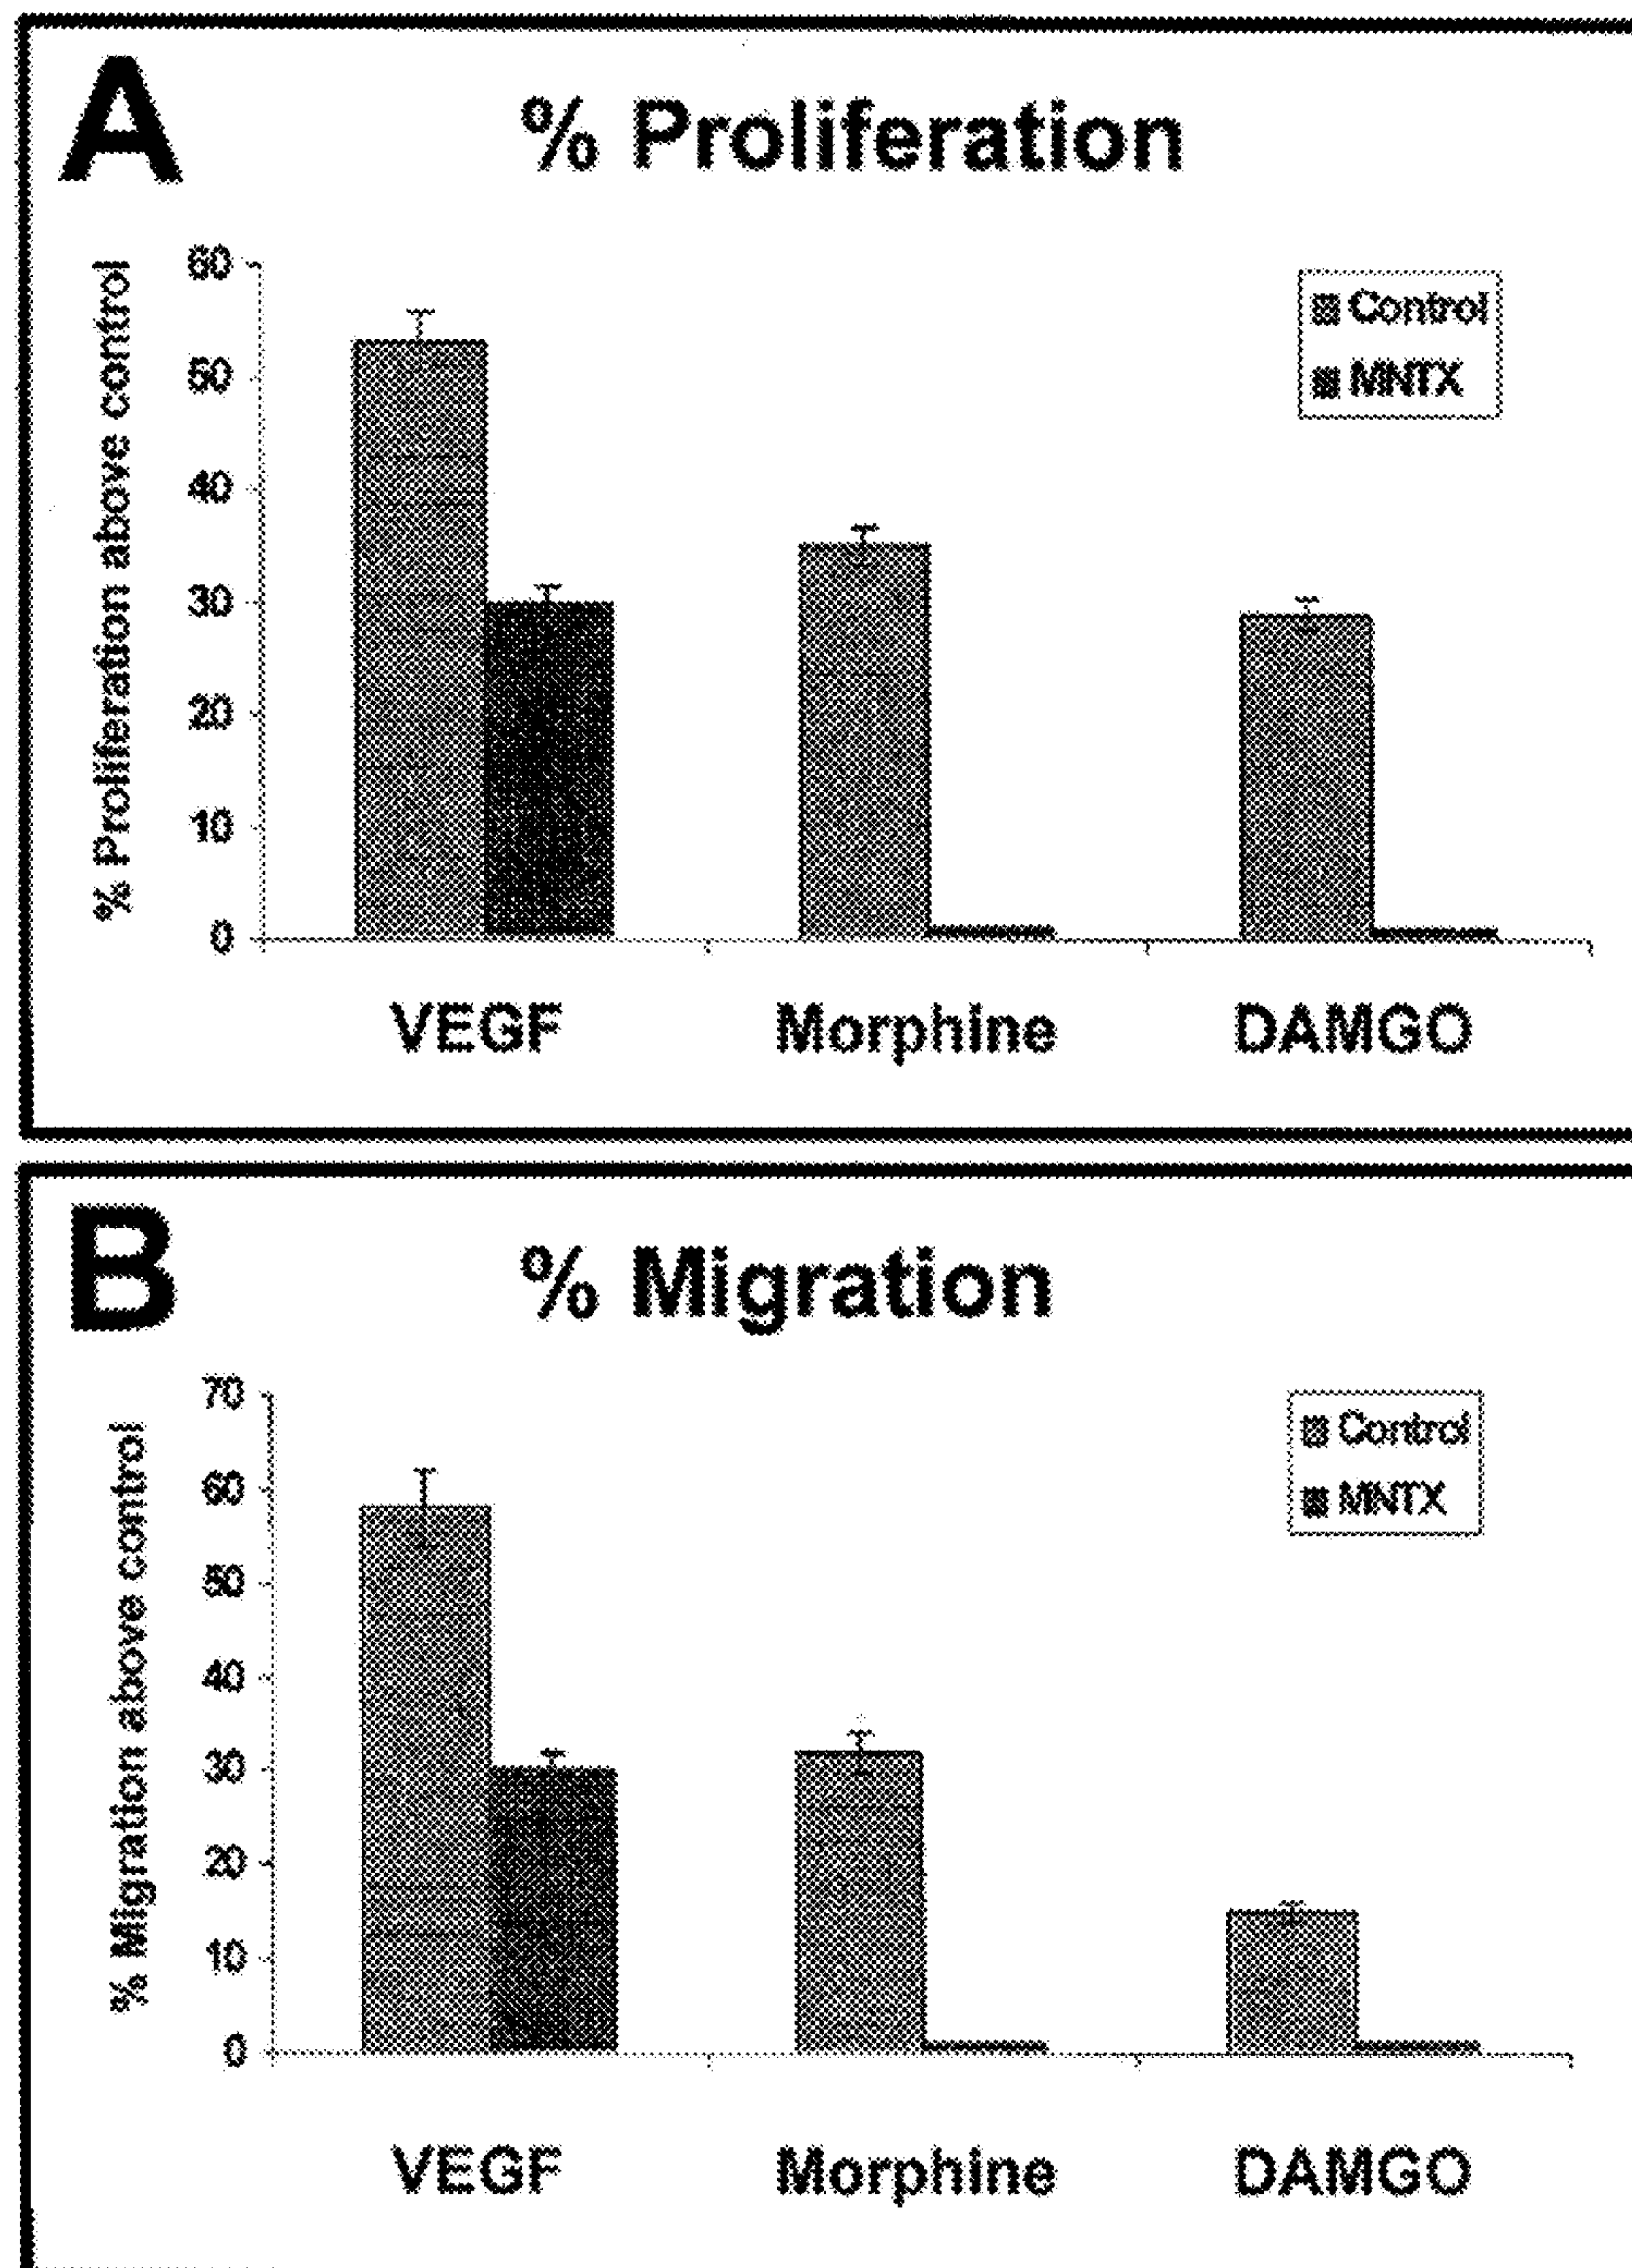 A
% Proliferation
% Proliferation above control
60
50
40
30
20
10
0
Control
MNTX
VEGF Morphine DAMGO
B
% Migration
% Migration above control
70
60
50
40
30
20
10
0
Control
MNTX
VEGF Morphine DAMGO